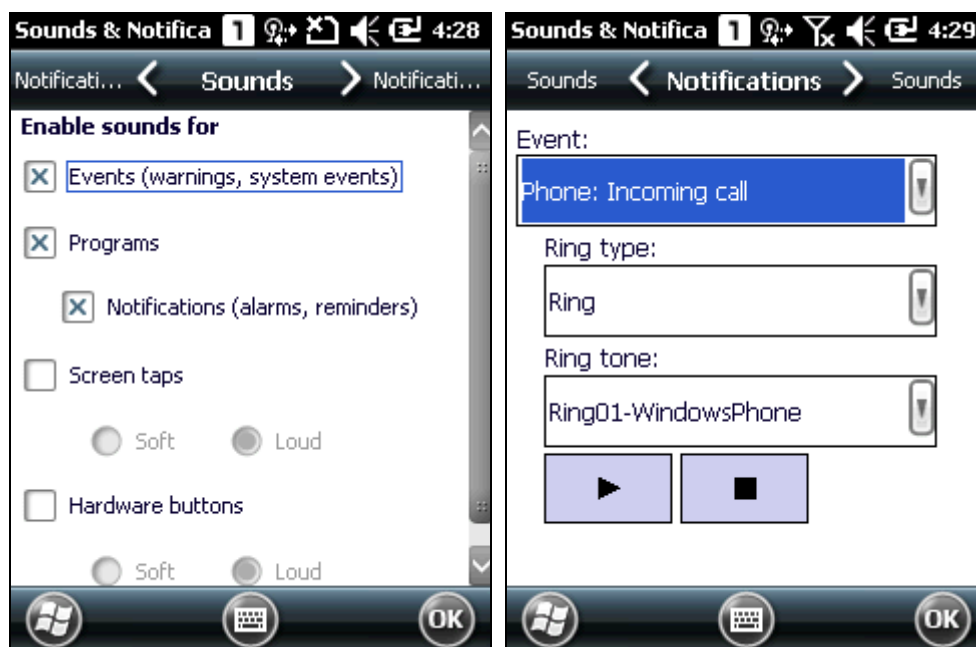 Sounds & Notifica 1 4:28
Notificati... Sounds Notificati...
Enable sounds for
Events (warnings, system events)
Programs
Notifications (alarms, reminders)
Screen taps
Soft Loud
Hardware buttons
Soft Loud
OK
Sounds & Notifica 1 4:29
Sounds Notifications Sounds
Event:
Phone: Incoming call
Ring type:
Ring
Ring tone:
Ring01-WindowsPhone
OK